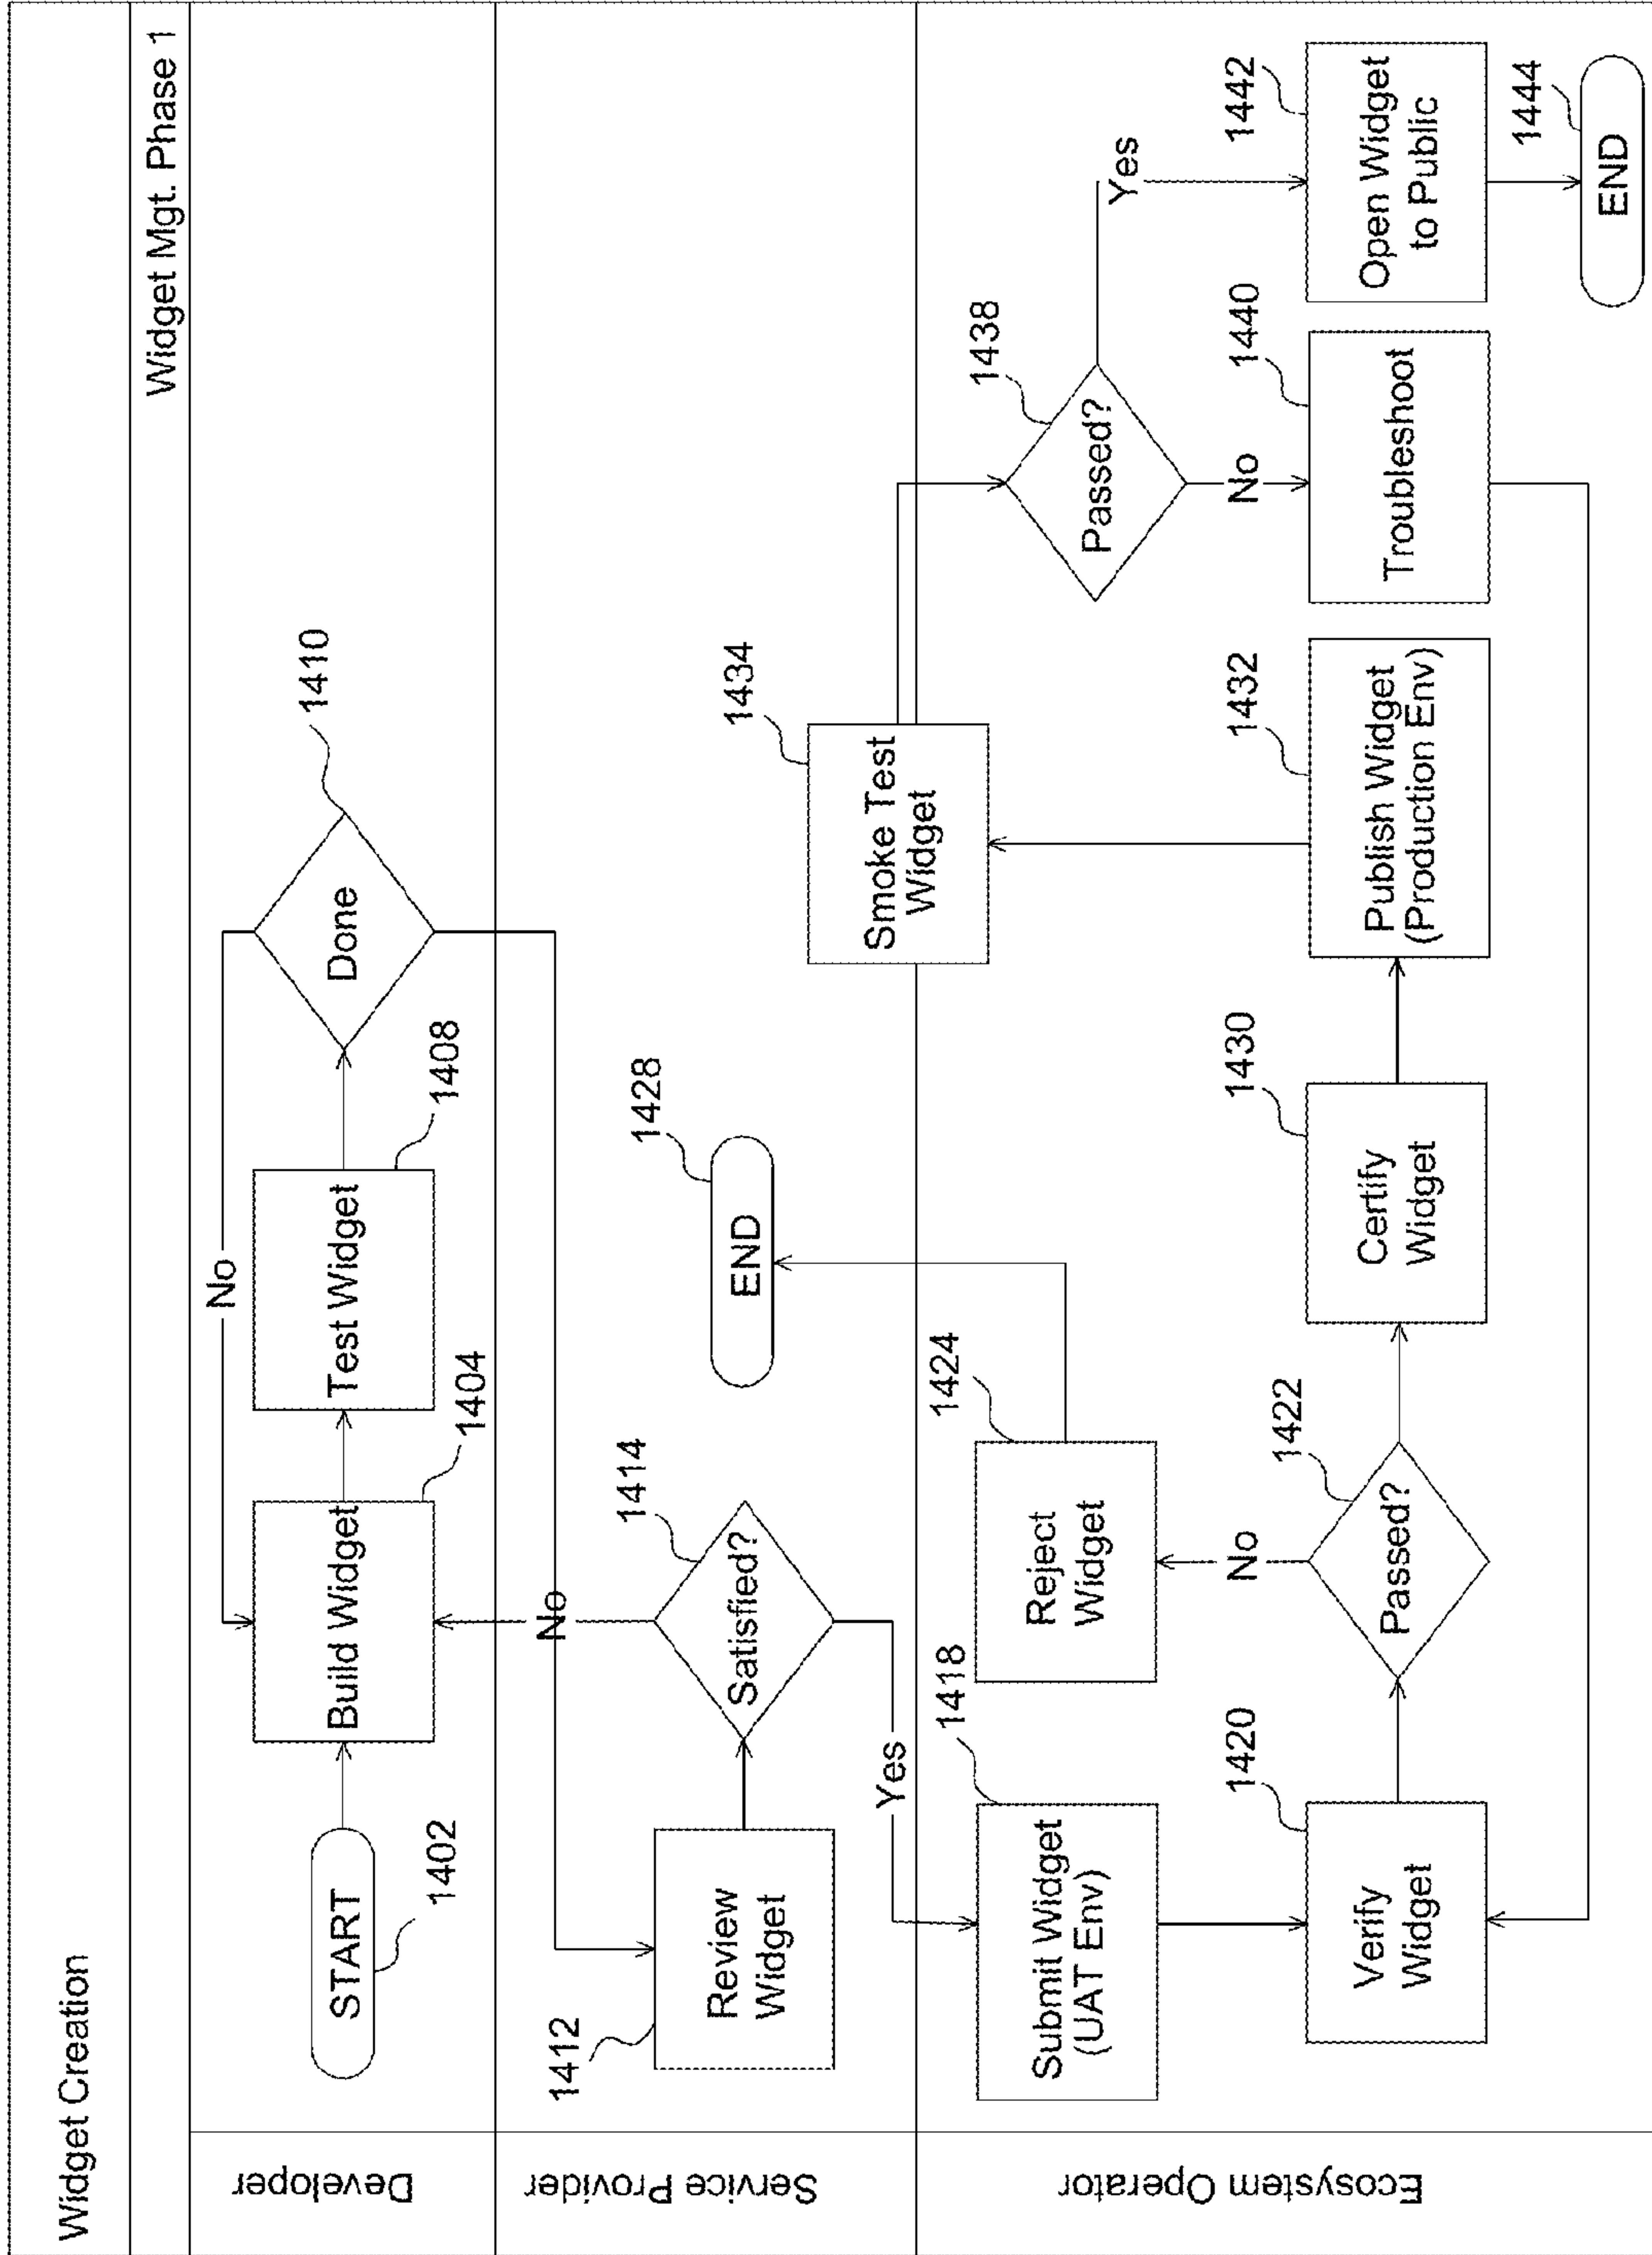 Widget Creation
Widget Mgt. Phase 1
Developer
START
1402
Build Widget
1404
Test Widget
1408
Done
1410
No
Service Provider
Review
Widget
1412
Satisfied?
1414
No
Yes
END
1428
Smoke Test
Widget
1434
Ecosystem Operator
Submit Widget
(UAT Env)
1418
Verify
Widget
1420
Passed?
1422
No
Reject
Widget
1424
Certify
Widget
1430
Publish Widget
(Production Env)
1432
Passed?
1438
No
Yes
Troubleshoot
1440
Open Widget
to Public
1442
END
1444